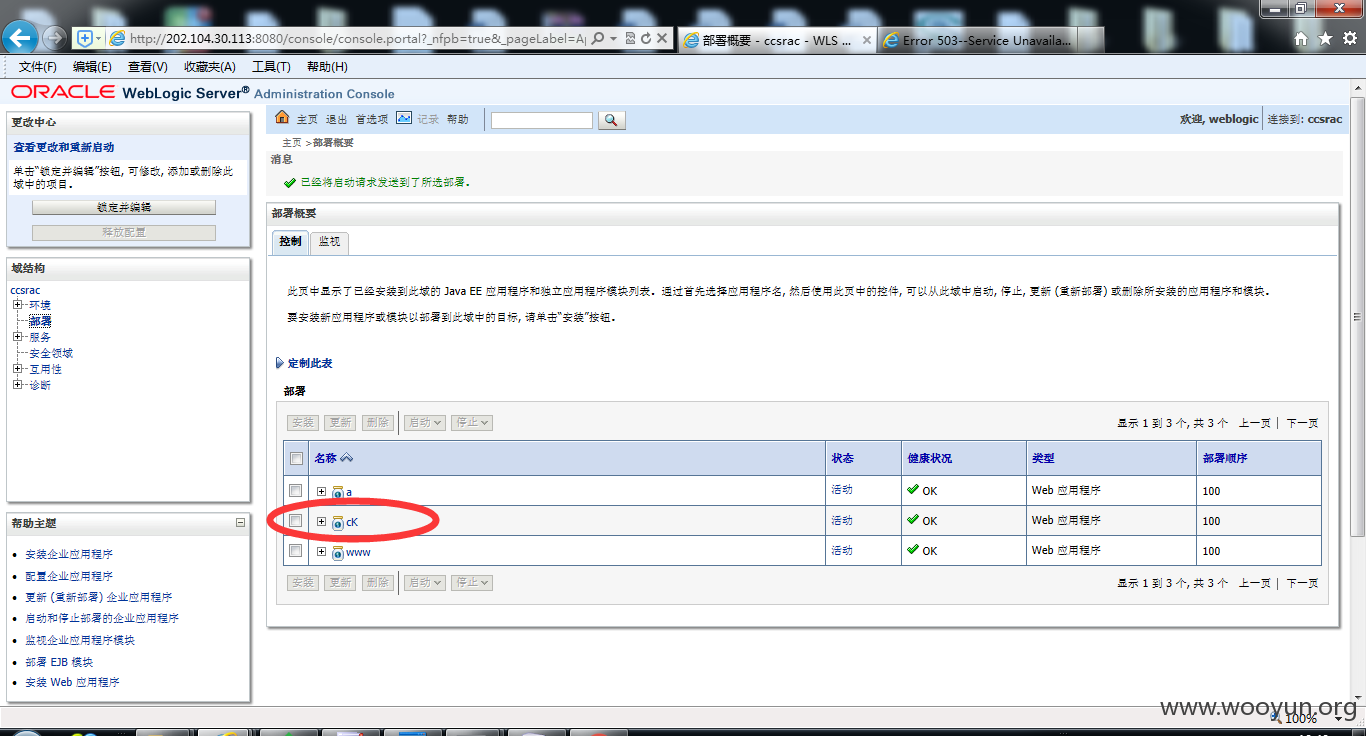 http://202.104.30.113:8080/console/console.portal?_nfpb=true&_pageLabel=A
部署概要 - ccsrac - WLS ...
Error 503--Service Unavaila...
文件(F) 编辑(E) 查看(V) 收藏夹(A) 工具(T) 帮助(H)
ORACLE WebLogic Server® Administration Console
更改中心
查看更改和重新启动
单击“锁定并编辑”按钮, 可修改, 添加或删除此
域中的项目.
锁定并编辑
释放配置
域结构
ccsrac
环境
部署
服务
安全领域
互用性
诊断
帮助主题
安装企业应用程序
配置企业应用程序
更新 (重新部署) 企业应用程序
启动和停止部署的企业应用程序
监视企业应用程序模块
部署 EJB 模块
安装 Web 应用程序
主页 退出 首选项 记录 帮助
欢迎, weblogic 连接到: ccsrac
主页 >部署概要
消息
已经将启动请求发送到了所选部署.
部署概要
控制 监视
此页中显示了已经安装到此域的 Java EE 应用程序和独立应用程序模块列表. 通过首先选择应用程序名, 然后使用此页中的控件, 可以从此域中启动, 停止, 更新 (重新部署) 或删除所安装的应用程序和模块.
要安装新应用程序或模块以部署到此域中的目标, 请单击“安装”按钮.
定制此表
部署
安装 更新 删除 启动 停止 显示 1 到 3 个, 共 3 个 上一页 | 下一页
名称 状态 健康状况 类型 部署顺序
a 活动 OK Web 应用程序 100
cK 活动 OK Web 应用程序 100
www 活动 OK Web 应用程序 100
安装 更新 删除 启动 停止 显示 1 到 3 个, 共 3 个 上一页 | 下一页
www.wooyun.org
100%